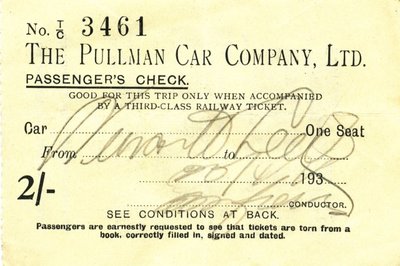 No. T/C 3461
THE PULLMAN CAR COMPANY, LTD.
PASSENGER'S CHECK.
GOOD FOR THIS TRIP ONLY WHEN ACCOMPANIED
BY A THIRD-CLASS RAILWAY TICKET.
Car One Seat
From to Leeds
193
2/-
CONDUCTOR.
SEE CONDITIONS AT BACK.
Passengers are earnestly requested to see that tickets are torn from a
book, correctly filled in, signed and dated.